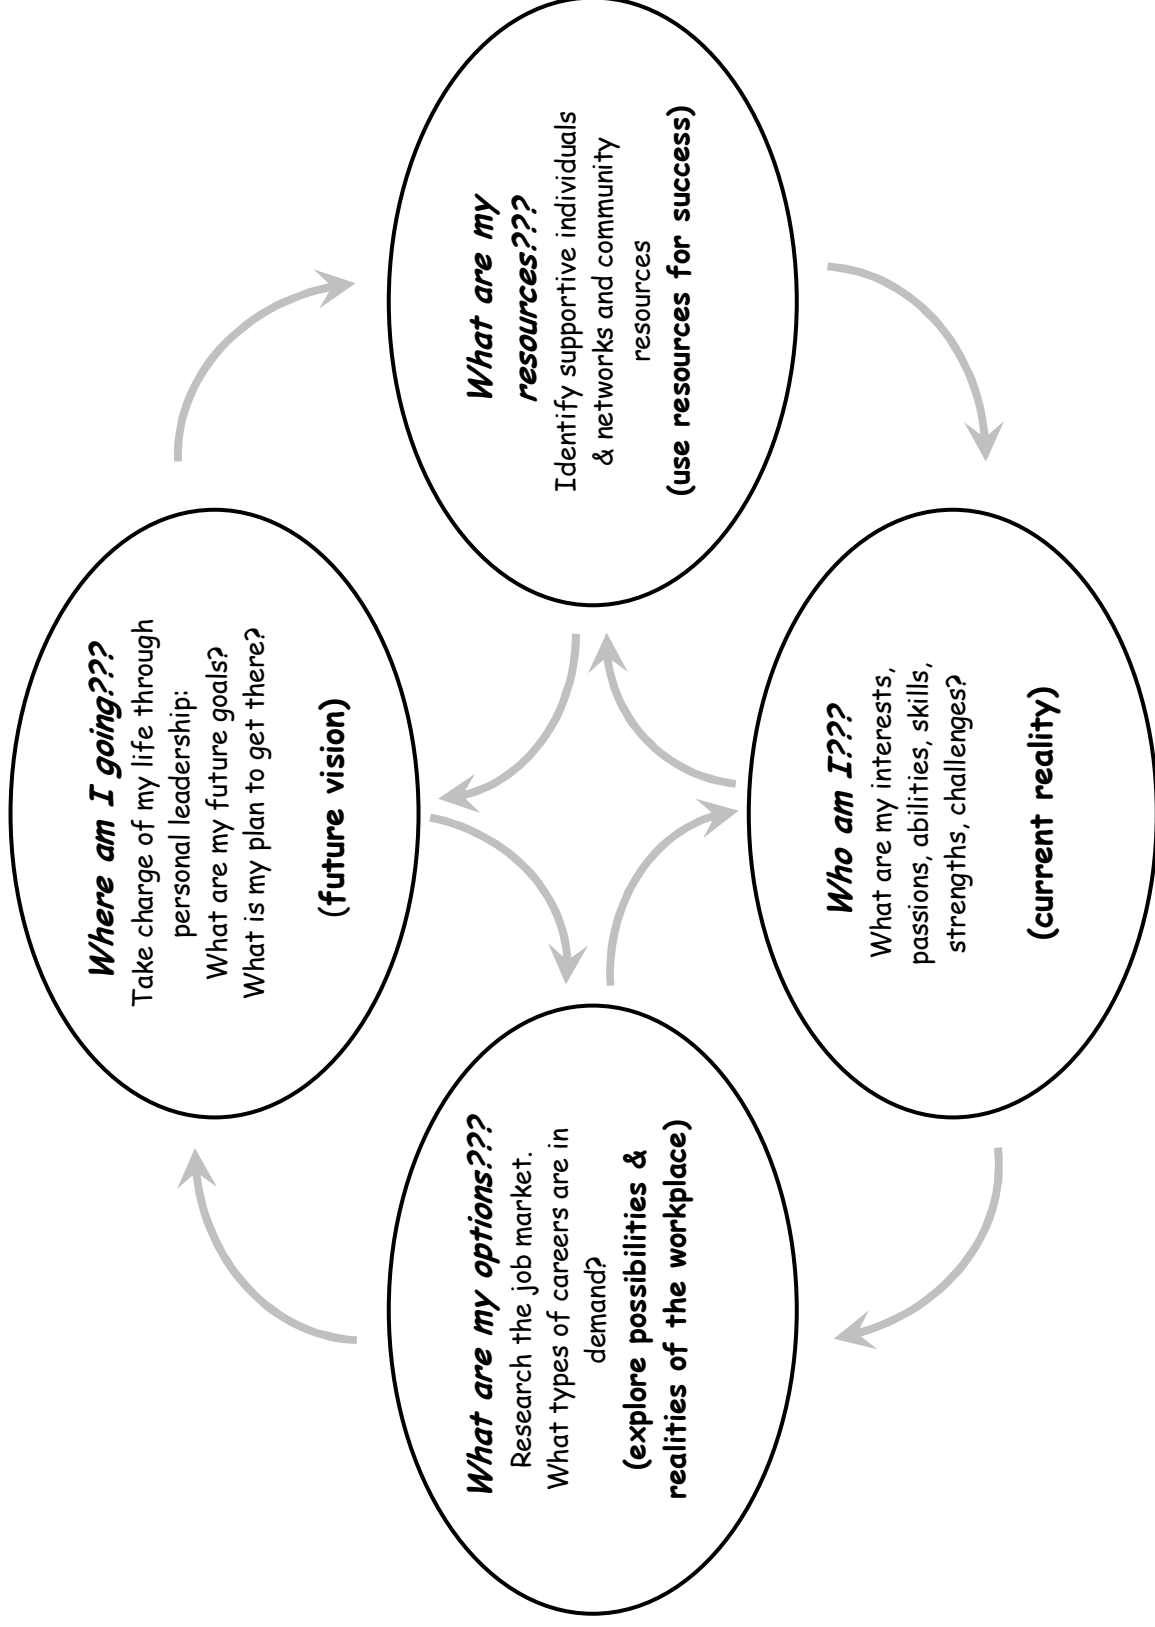 Where am I going???
Take charge of my life through
personal leadership:
What are my future goals?
What is my plan to get there?
(future vision)
What are my options???
Research the job market.
What types of careers are in
demand?
(explore possibilities &
realities of the workplace)
What are my
resources???
Identify supportive individuals
& networks and community
resources
(use resources for success)
Who am I???
What are my interests,
passions, abilities, skills,
strengths, challenges?
(current reality)